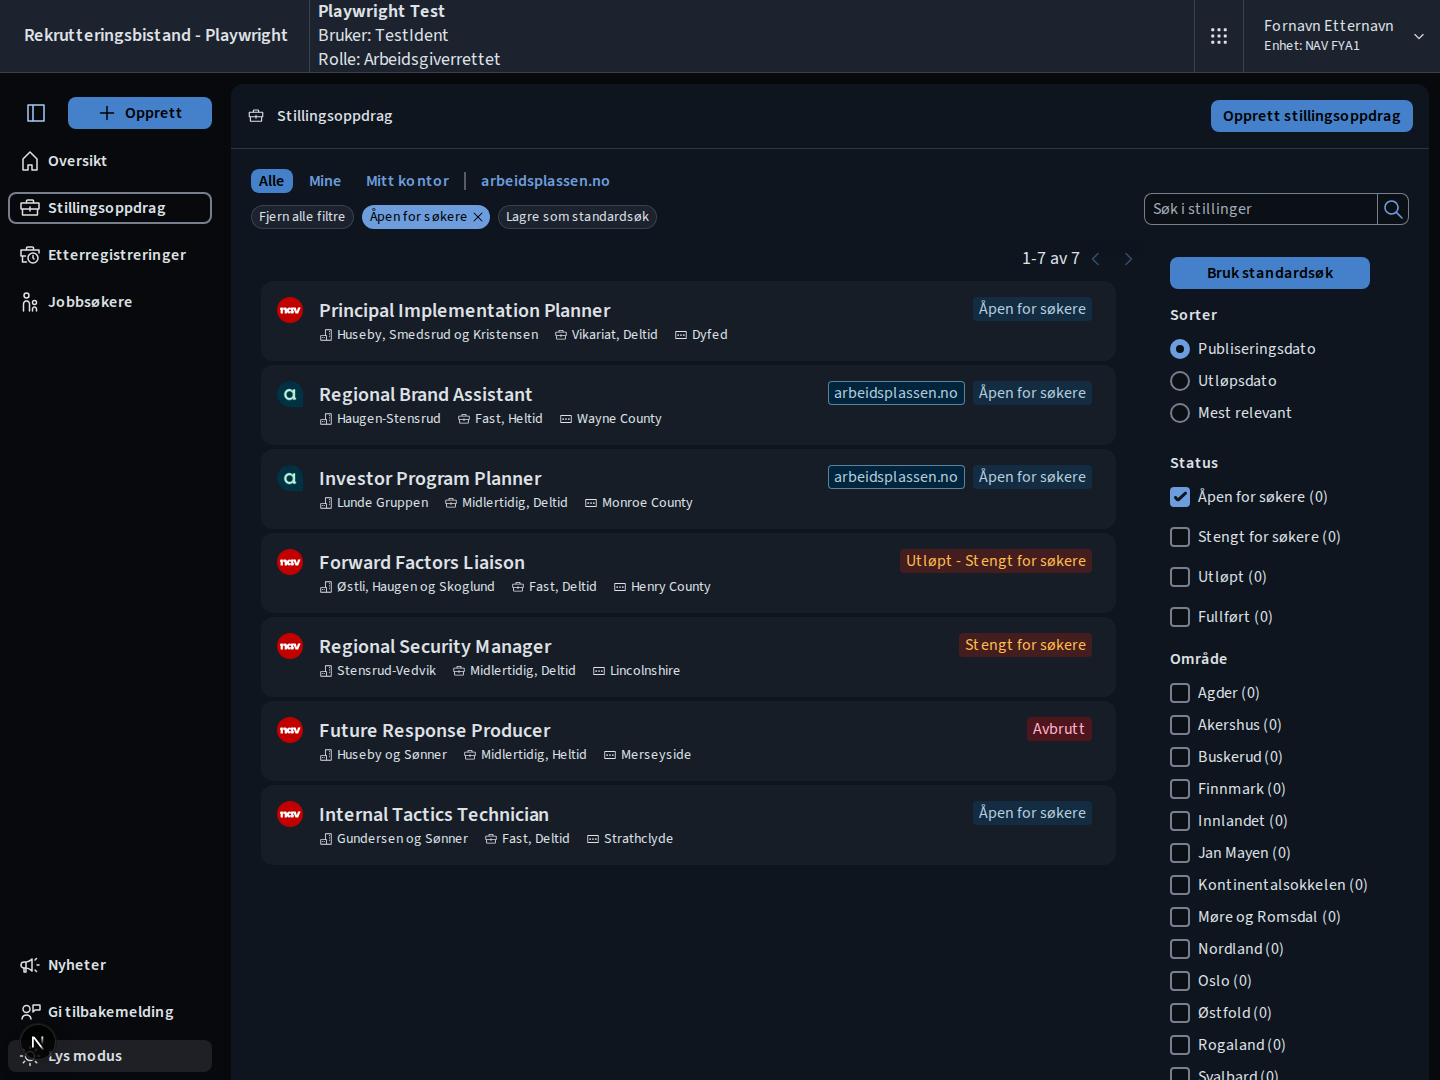 Rekrutteringsbistand - Playwright
Playwright Test
Bruker: TestIdent
Rolle: Arbeidsgiverrettet
Fornavn Etternavn
Enhet: NAV FYA1
Opprett
Oversikt
Stillingsoppdrag
Etterregistreringer
Jobbsøkere
Nyheter
Gi tilbakemelding
N
Lys modus
Stillingsoppdrag
Opprett stillingsoppdrag
Alle Mine Mitt kontor arbeidsplassen.no
Fjern alle filtre Åpen for søkere Lagre som standardsøk
Søk i stillinger
1-7 av 7
nav Principal Implementation Planner Åpen for søkere
Huseby, Smedsrud og Kristensen Vikariat, Deltid Dyfed
a Regional Brand Assistant arbeidsplassen.no Åpen for søkere
Haugen-Stensrud Fast, Heltid Wayne County
a Investor Program Planner arbeidsplassen.no Åpen for søkere
Lunde Gruppen Midlertidig, Deltid Monroe County
nav Forward Factors Liaison Utløpt - Stengt for søkere
Østli, Haugen og Skoglund Fast, Deltid Henry County
nav Regional Security Manager Stengt for søkere
Stensrud-Vedvik Midlertidig, Deltid Lincolnshire
nav Future Response Producer Avbrutt
Huseby og Sønner Midlertidig, Heltid Merseyside
nav Internal Tactics Technician Åpen for søkere
Gundersen og Sønner Fast, Deltid Strathclyde
Bruk standardsøk
Sorter
Publiseringsdato
Utløpsdato
Mest relevant
Status
Åpen for søkere (0)
Stengt for søkere (0)
Utløpt (0)
Fullført (0)
Område
Agder (0)
Akershus (0)
Buskerud (0)
Finnmark (0)
Innlandet (0)
Jan Mayen (0)
Kontinentalsokkelen (0)
Møre og Romsdal (0)
Nordland (0)
Oslo (0)
Østfold (0)
Rogaland (0)
Svalbard (0)